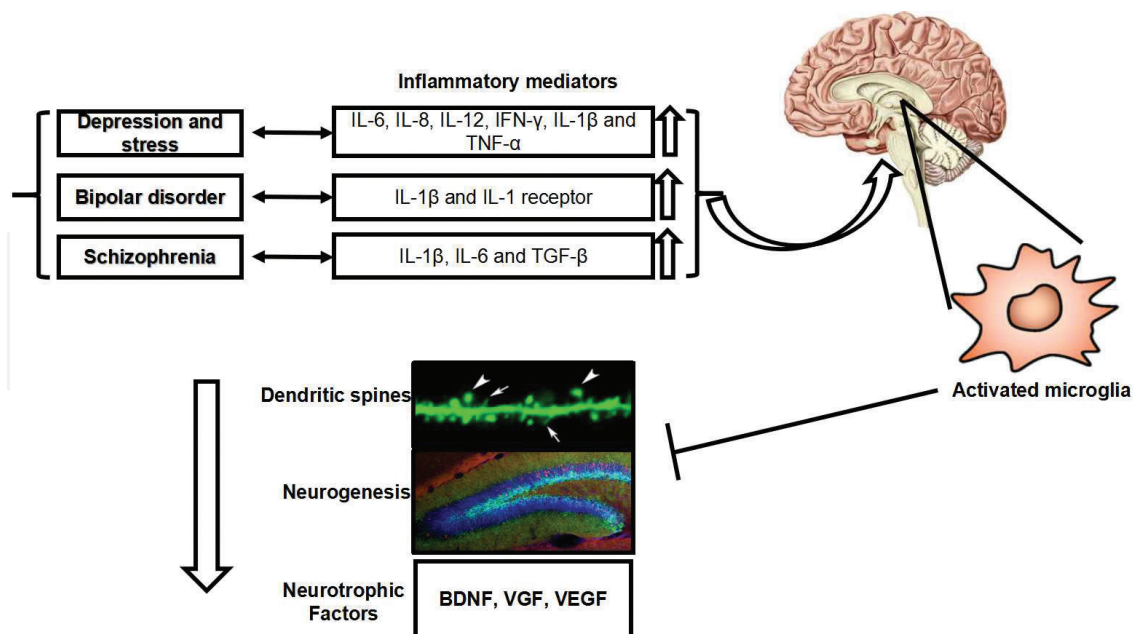 Inflammatory mediators
Depression and
stress
IL-6, IL-8, IL-12, IFN-γ, IL-1β and
TNF-α
Bipolar disorder
IL-1β and IL-1 receptor
Schizophrenia
IL-1β, IL-6 and TGF-β
Activated microglia
Dendritic spines
Neurogenesis
Neurotrophic
Factors
BDNF, VGF, VEGF